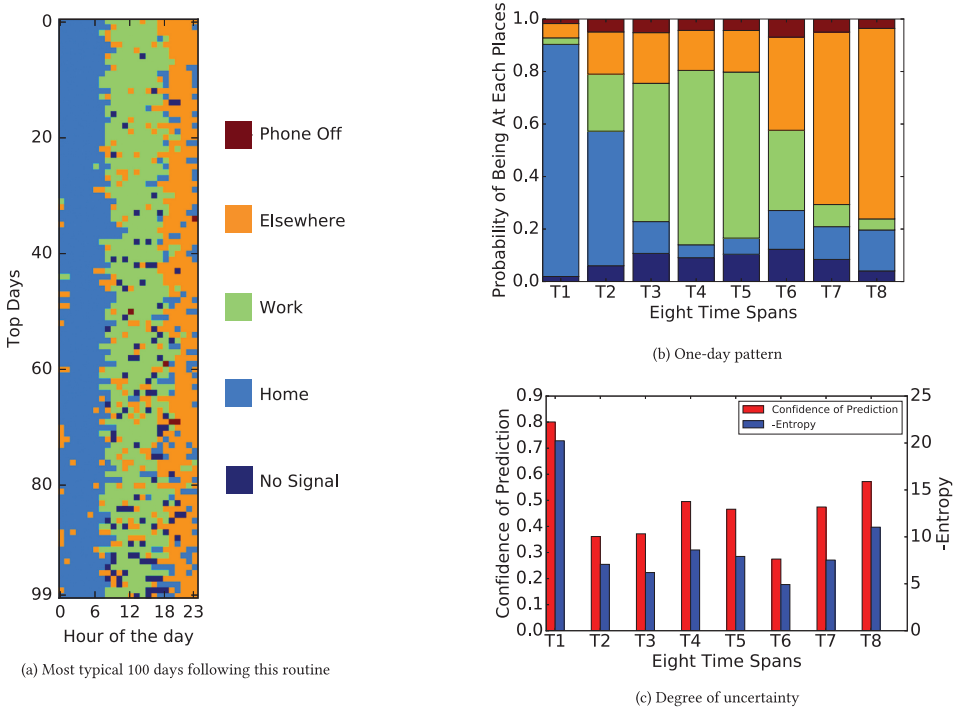 0
20
40
60
80
99
Top Days
0 6 12 18 23
Hour of the day
Phone Off
Elsewhere
Work
Home
No Signal
(a) Most typical 100 days following this routine
1.0
0.8
0.6
0.4
0.2
0.0
Probability of Being At Each Places
T1 T2 T3 T4 T5 T6 T7 T8
Eight Time Spans
(b) One-day pattern
0.9
0.8
0.7
0.6
0.5
0.4
0.3
0.2
0.1
0.0
Confidence of Prediction
Confidence of Prediction
-Entropy
25
20
15
10
5
0
-Entropy
T1 T2 T3 T4 T5 T6 T7 T8
Eight Time Spans
(c) Degree of uncertainty